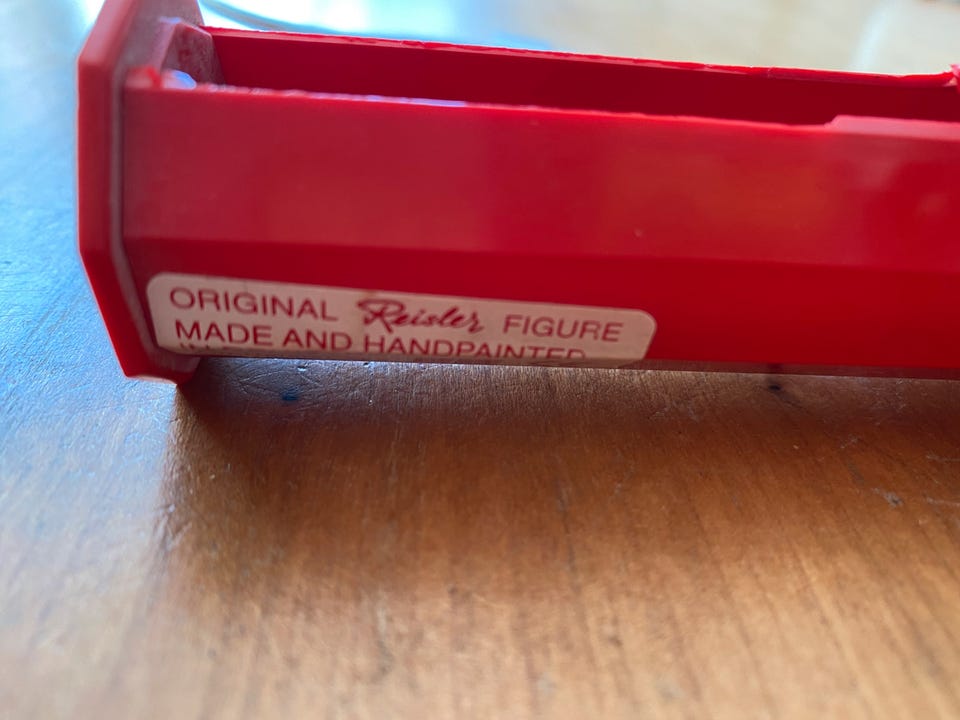 ORIGINAL Reisler FIGURE
MADE AND HANDPAINTED